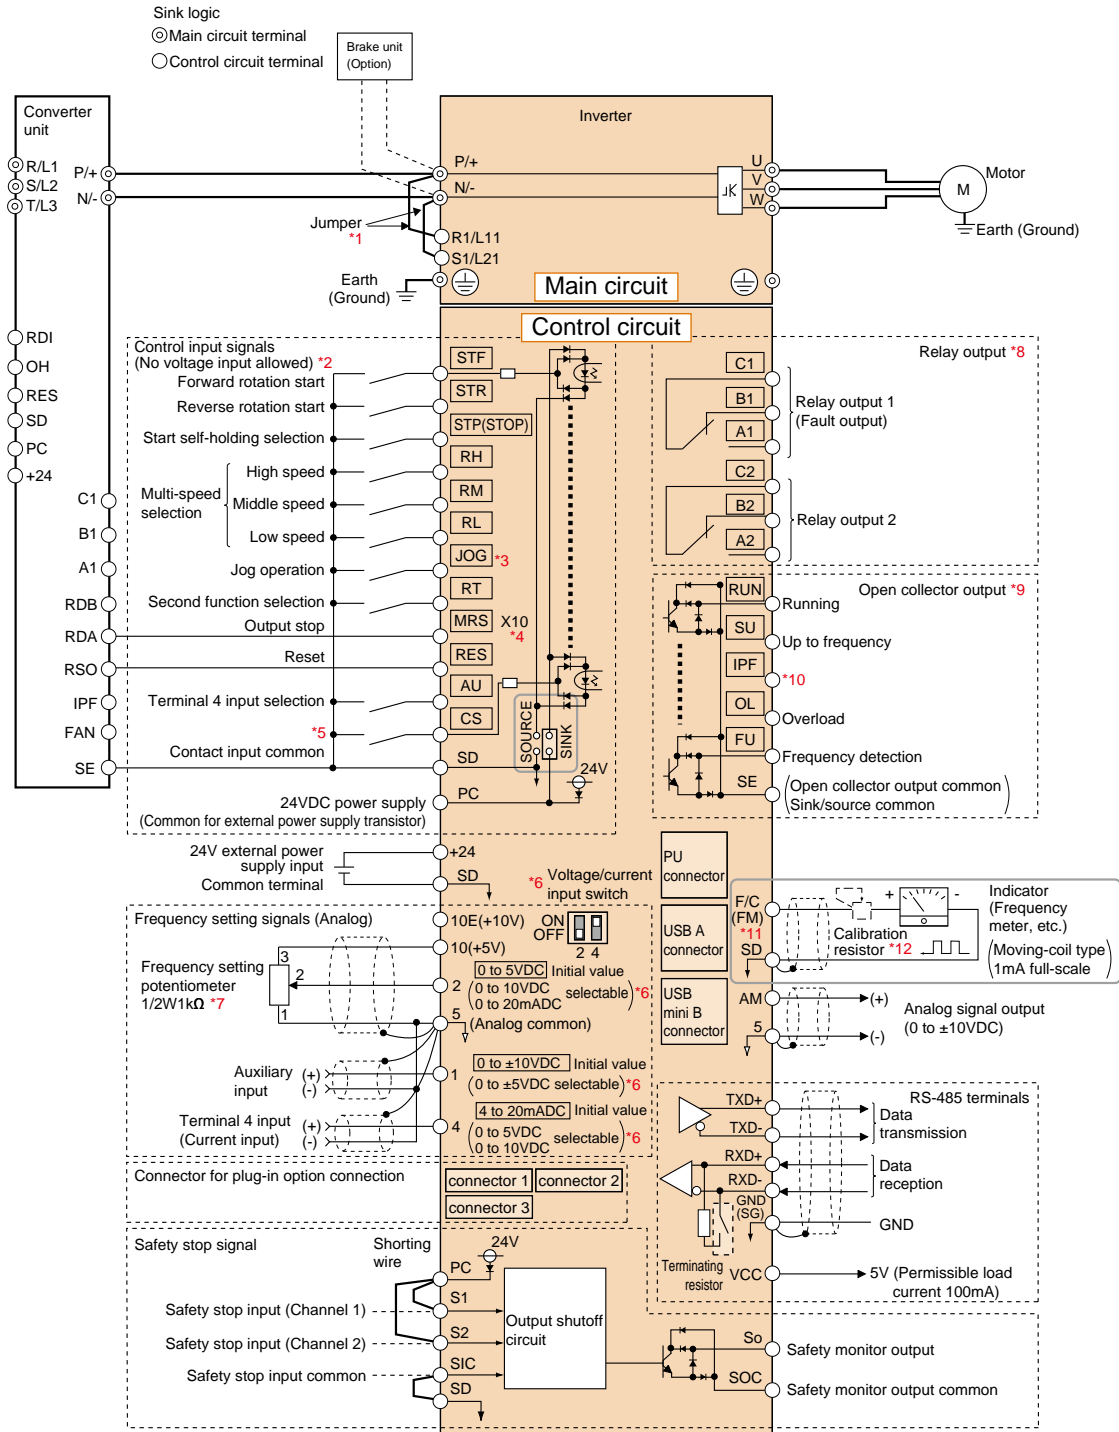 Sink logic
Main circuit terminal
Control circuit terminal
Brake unit
(Option)
Converter
unit
R/L1
S/L2
T/L3
P/+
N/-
RDI
OH
RES
SD
PC
+24
C1
B1
A1
RDB
RDA
RSO
IPF
FAN
SE
Inverter
P/+
N/-
R1/L11
S1/L21
Jumper
*1
Earth
(Ground)
U
V
W
M
Motor
Earth (Ground)
Main circuit
Control circuit
Control input signals
(No voltage input allowed) *2
Forward rotation start
Reverse rotation start
Start self-holding selection
Multi-speed
selection
High speed
Middle speed
Low speed
Jog operation
Second function selection
Output stop
Reset
Terminal 4 input selection
*5
Contact input common
24VDC power supply
(Common for external power supply transistor)
STF
STR
STP(STOP)
RH
RM
RL
JOG *3
RT
MRS X10
*4
RES
AU
CS
SD
PC
SOURCE
SINK
24V
Relay output *8
C1
B1
A1
Relay output 1
(Fault output)
C2
B2
A2
Relay output 2
Open collector output *9
RUN
Running
SU
Up to frequency
IPF
*10
OL
Overload
FU
Frequency detection
SE
(Open collector output common
Sink/source common)
24V external power
supply input
Common terminal
+24
SD
*6 Voltage/current
input switch
ON
OFF
2 4
Frequency setting signals (Analog)
Frequency setting
potentiometer
1/2W1kΩ *7
3
2
1
10E(+10V)
10(+5V)
2
0 to 5VDC Initial value
(0 to 10VDC
0 to 20mADC selectable) *6
5
(Analog common)
Auxiliary
input
(+)
(-)
1
0 to ±10VDC Initial value
(0 to ±5VDC selectable) *6
Terminal 4 input
(Current input)
(+)
(-)
4
4 to 20mADC Initial value
(0 to 5VDC
0 to 10VDC selectable) *6
PU
connector
USB A
connector
USB
mini B
connector
F/C
(FM)
*11
SD
+
-
Calibration
resistor *12
Indicator
(Frequency
meter, etc.)
(Moving-coil type
1mA full-scale)
AM
5
(+)
(-)
Analog signal output
(0 to ±10VDC)
RS-485 terminals
TXD+
TXD-
Data
transmission
RXD+
RXD-
Data
reception
GND
(SG)
GND
Terminating
resistor
VCC
5V (Permissible load
current 100mA)
Connector for plug-in option connection
connector 1
connector 2
connector 3
Safety stop signal
Shorting
wire
24V
PC
S1
S2
SIC
SD
Safety stop input (Channel 1)
Safety stop input (Channel 2)
Safety stop input common
Output shutoff
circuit
So
Safety monitor output
SOC
Safety monitor output common